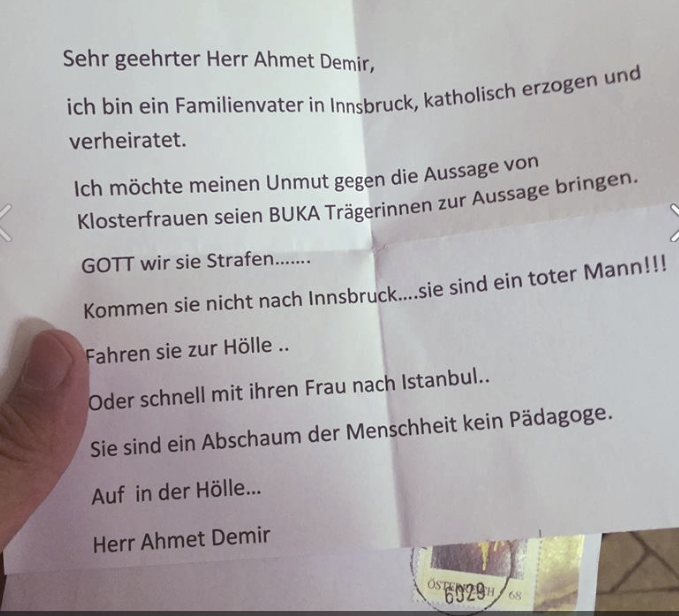 Sehr geehrter Herr Ahmet Demir,
ich bin ein Familienvater in Innsbruck, katholisch erzogen und
verheiratet.
Ich möchte meinen Unmut gegen die Aussage von
Klosterfrauen seien BUKA Trägerinnen zur Aussage bringen.
GOTT wir sie Strafen.......
Kommen sie nicht nach Innsbruck....sie sind ein toter Mann!!!
Fahren sie zur Hölle ..
Oder schnell mit ihren Frau nach Istanbul..
Sie sind ein Abschaum der Menschheit kein Pädagoge.
Auf  in der Hölle...
Herr Ahmet Demir
ÖSTERREICH 68
6929